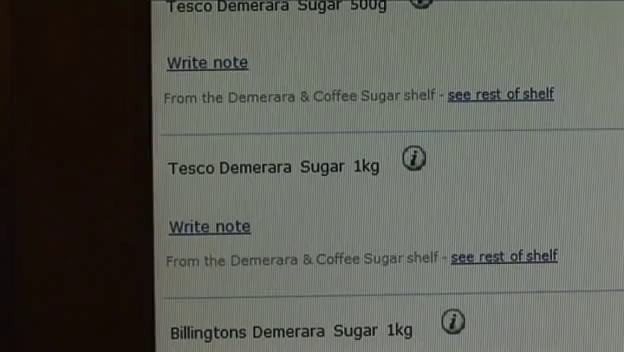 Tesco Demerara Sugar 500g
Write note
From the Demerara & Coffee Sugar shelf - see rest of shelf
Tesco Demerara Sugar 1kg
Write note
From the Demerara & Coffee Sugar shelf - see rest of shelf
Billingtons Demerara Sugar 1kg